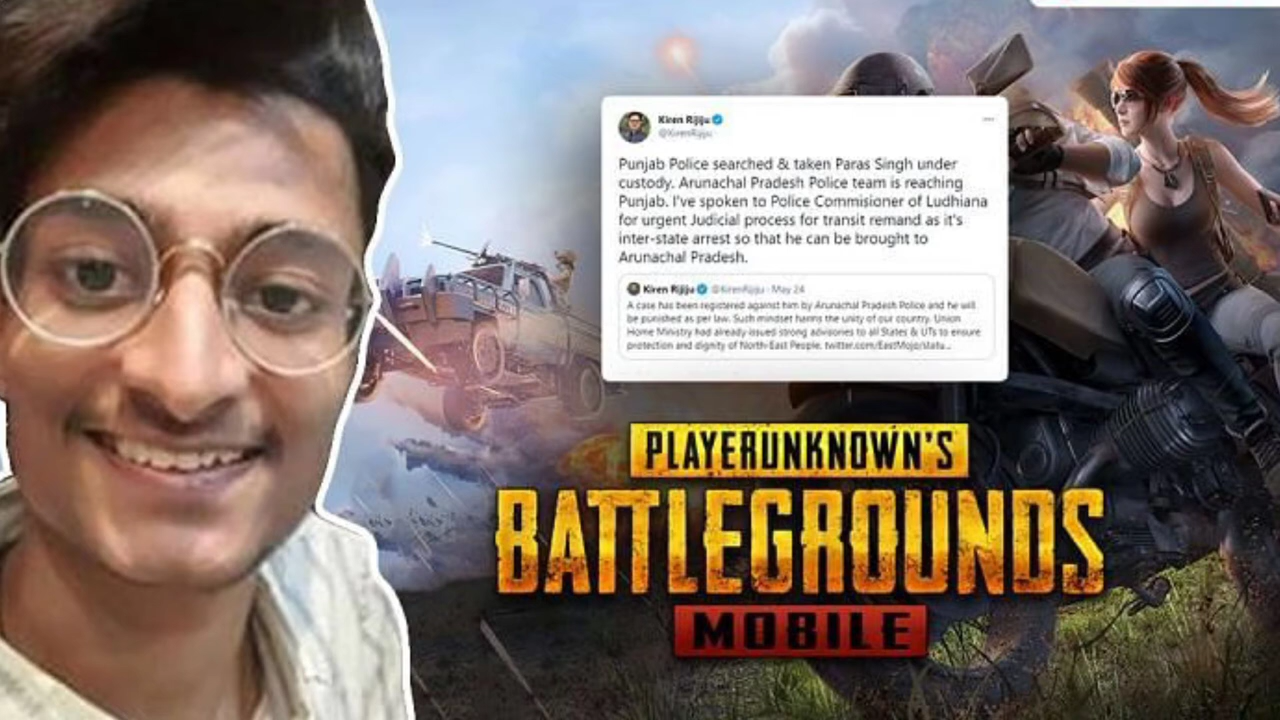 Kiren Rijiju
@KirenRijiju
Punjab Police searched & taken Paras Singh under
custody. Arunachal Pradesh Police team is reaching
Punjab. I've spoken to Police Commisioner of Ludhiana
for urgent Judicial process for transit remand as it's
inter-state arrest so that he can be brought to
Arunachal Pradesh.
Kiren Rijiju @KirenRijiju · May 24
A case has been registered against him by Arunachal Pradesh Police and he will
be punished as per law. Such mindset harms the unity of our country. Union
Home Ministry had already issued strong advisories to all States & UTs to ensure
protection and dignity of North-East People. twitter.com/EastMojo/statu...
PLAYERUNKNOWN'S
BATTLEGROUNDS
MOBILE